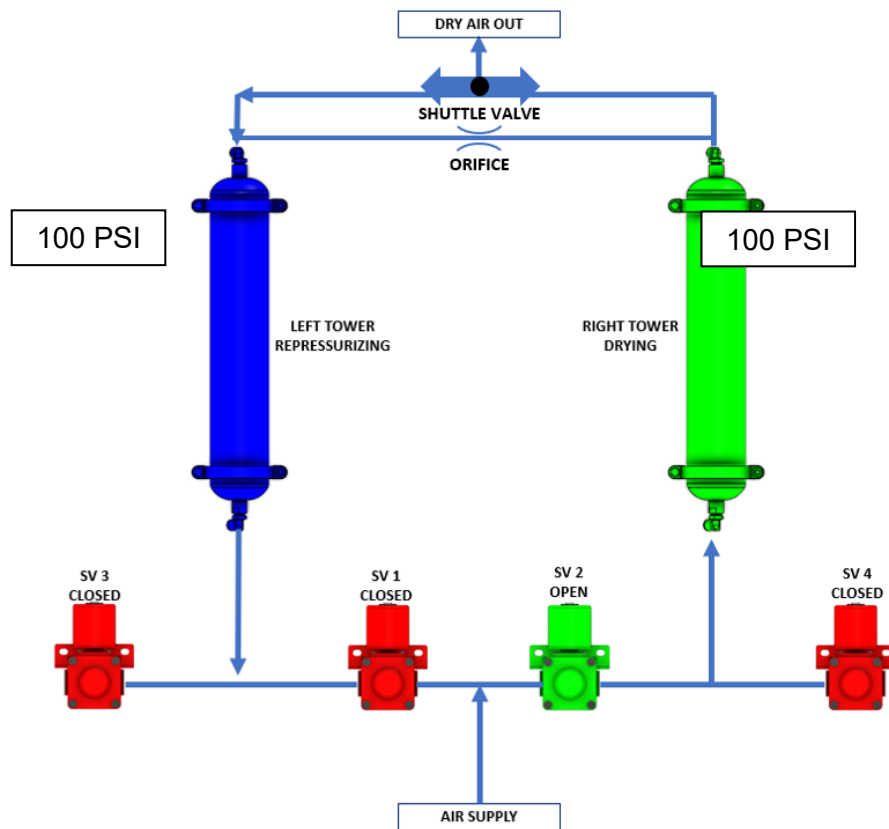 DRY AIR OUT
SHUTTLE VALVE
ORIFICE
100 PSI
100 PSI
LEFT TOWER
REPRESSURIZING
RIGHT TOWER
DRYING
SV 3
CLOSED
SV 1
CLOSED
SV 2
OPEN
SV 4
CLOSED
AIR SUPPLY